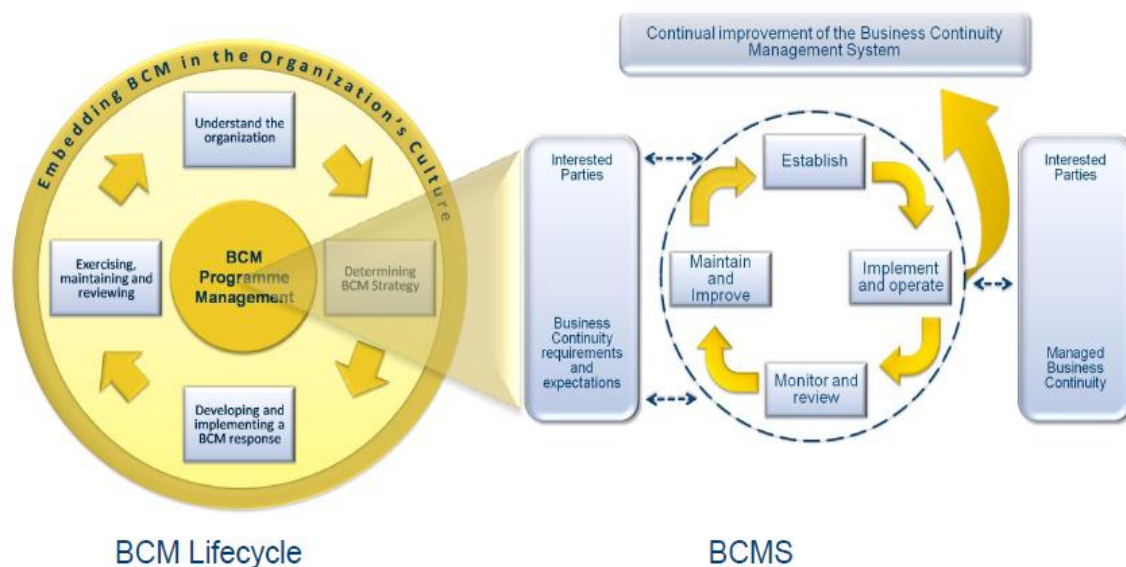 Embedding BCM in the Organization's Culture
Understand the
organization
Determining
BCM Strategy
Developing and
implementing a
BCM response
Exercising,
maintaining and
reviewing
BCM
Programme
Management
BCM Lifecycle
Continual improvement of the Business Continuity
Management System
Interested
Parties
Business
Continuity
requirements
and
expectations
Establish
Implement
and operate
Monitor and
review
Maintain
and
Improve
Interested
Parties
Managed
Business
Continuity
BCMS